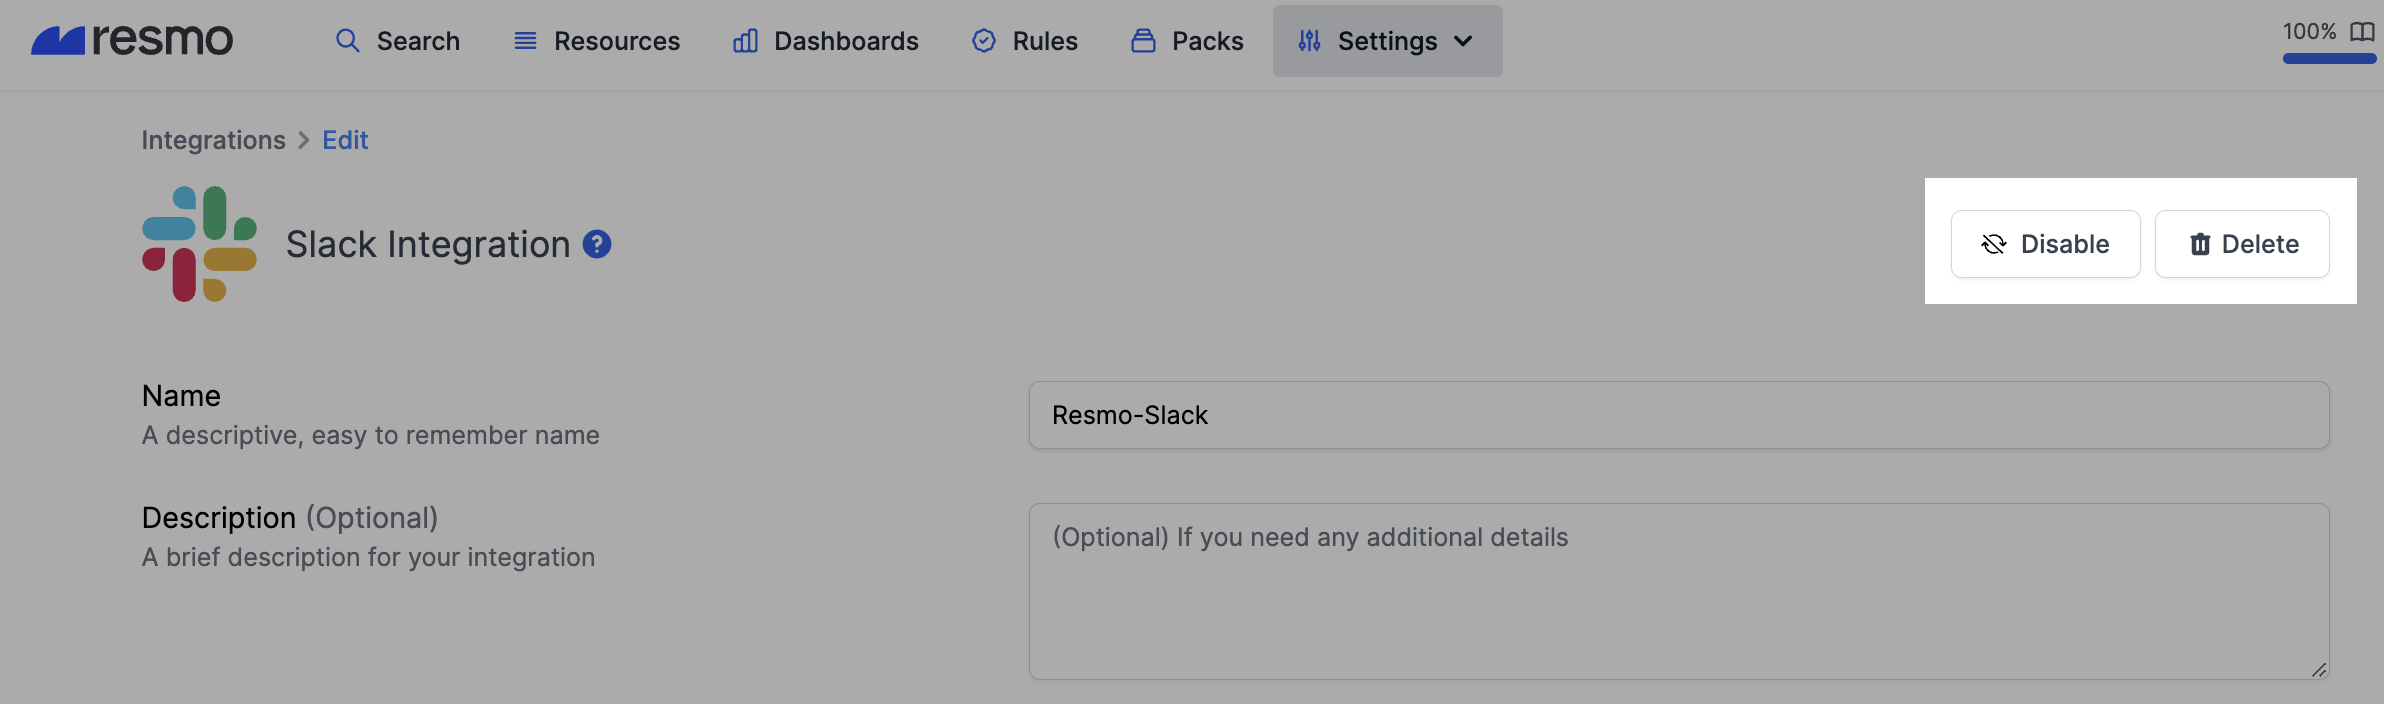 resmo
Search
Resources
Dashboards
Rules
Packs
Settings
100%
Integrations > Edit
Slack Integration ?
Disable
Delete
Name
A descriptive, easy to remember name
Resmo-Slack
Description (Optional)
A brief description for your integration
(Optional) If you need any additional details